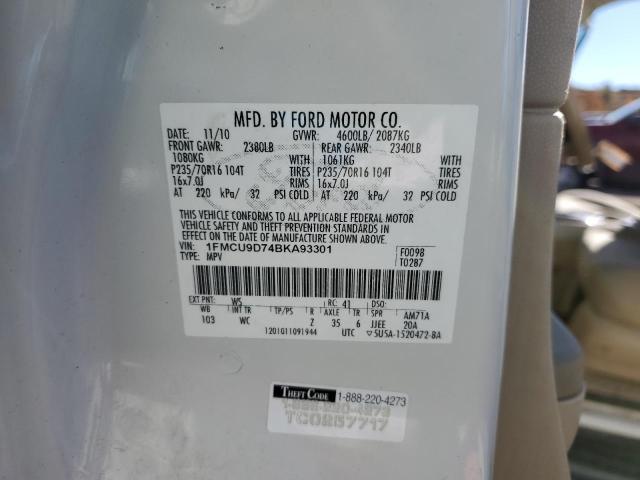 MFD. BY FORD MOTOR CO.
DATE: 11/10 GVWR: 4600LB/ 2087KG
FRONT GAWR: 2380LB REAR GAWR: 2340LB
1080KG WITH 1061KG WITH
P235/70R16 104T TIRES P235/70R16 104T TIRES
16x7.0J RIMS 16x7.0J RIMS
AT 220 kPa/ 32 PSI COLD AT 220 kPa/ 32 PSI COLD
THIS VEHICLE CONFORMS TO ALL APPLICABLE FEDERAL MOTOR
VEHICLE SAFETY AND THEFT PREVENTION STANDARDS IN
EFFECT ON THE DATE OF MANUFACTURE SHOWN ABOVE.
VIN: 1FMCU9D74BKA93301 F0098
TYPE: MPV T0287
EXT PNT: WS RC: 41 DSO:
WB INT TR TP/PS R AXLE TR SPR AM71A
103 WC Z 35 6 JJEE 20A
1201011091944 UTC ▽5U5A-1520472-BA
THEFT CODE 1-888-220-4273
1-888-220-4273